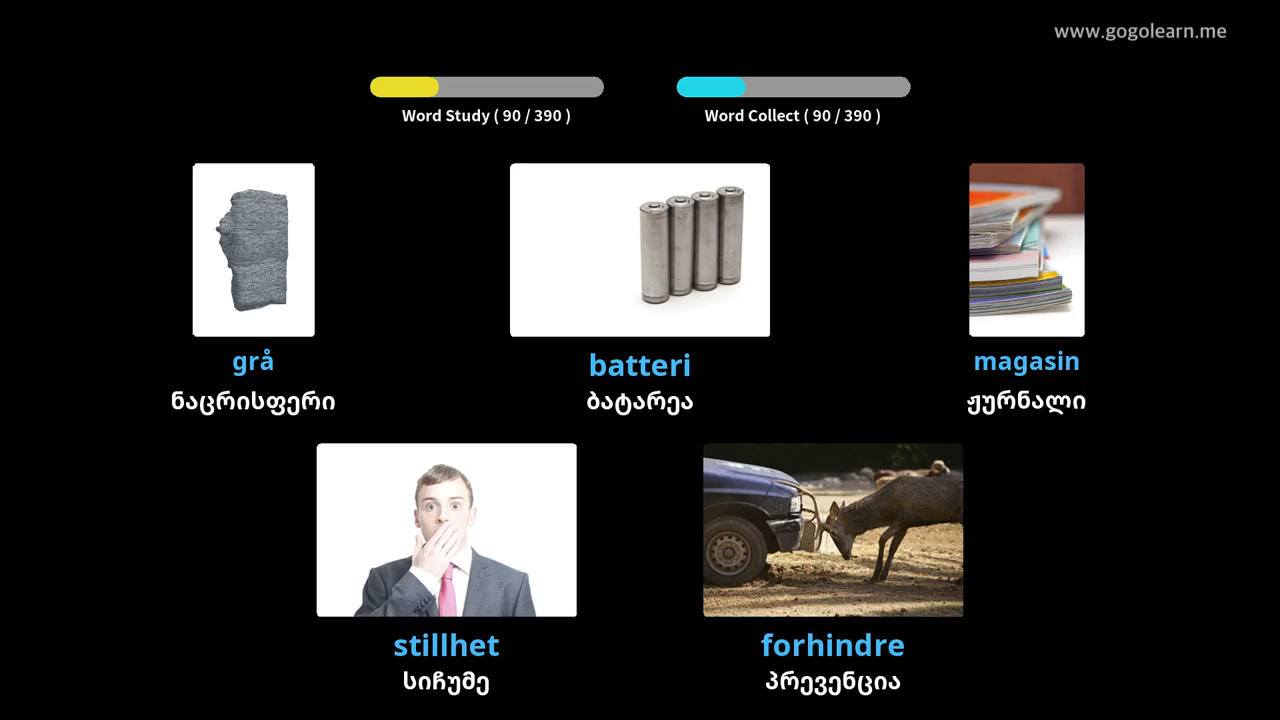 www.gogolearn.me
Word Study ( 90 / 390 )
Word Collect ( 90 / 390 )
grå
batteri
magasin
ნაცრისფერი
ბატარეა
ჟურნალი
stillhet
forhindre
სიჩუმე
პრევენცია